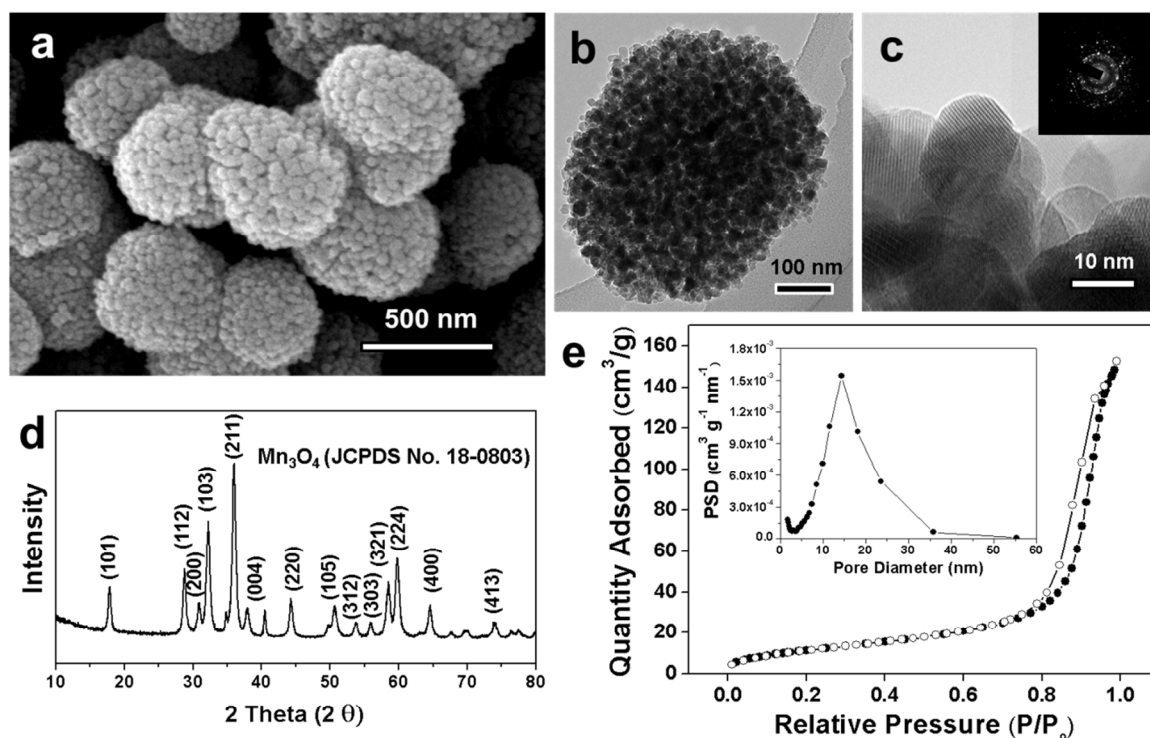 a
500 nm
b
100 nm
c
10 nm
d
Mn₃O₄ (JCPDS No. 18-0803)
(101)
(112)
(200)
(103)
(211)
(004)
(220)
(105)
(312)
(303)
(321)
(224)
(400)
(413)
Intensity
10 20 30 40 50 60 70 80
2 Theta (2 θ)
e
Quantity Adsorbed (cm³/g)
160
140
120
100
80
60
40
20
0
0.0 0.2 0.4 0.6 0.8 1.0
Relative Pressure (P/Pₒ)
PSD (cm³ g⁻¹ nm⁻¹)
1.8x10⁻³
1.5x10⁻³
1.2x10⁻³
9.0x10⁻⁴
6.0x10⁻⁴
3.0x10⁻⁴
0.0
0 10 20 30 40 50 60
Pore Diameter (nm)